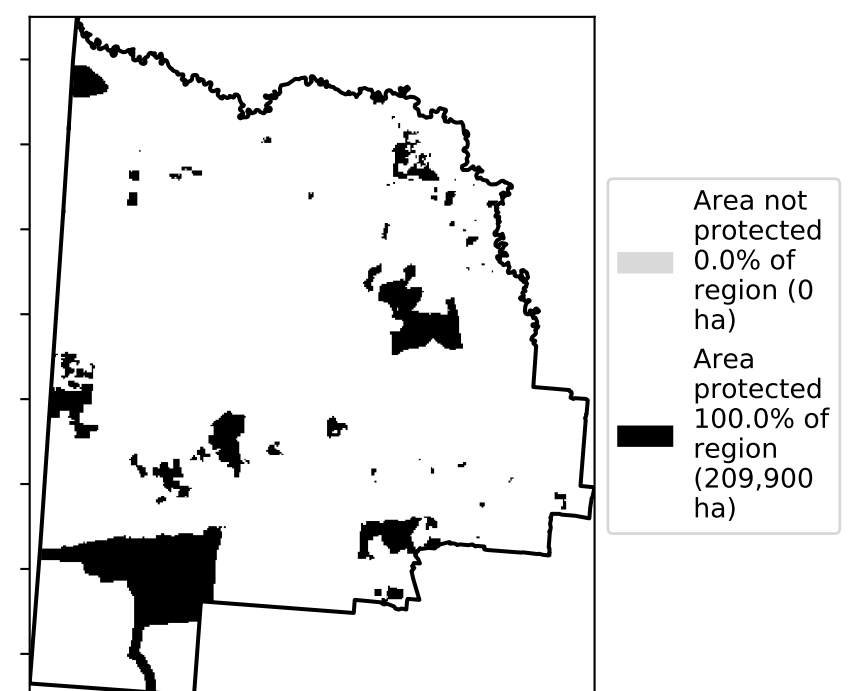 Area not
protected
0.0% of
region (0
ha)
Area
protected
100.0% of
region
(209,900
ha)